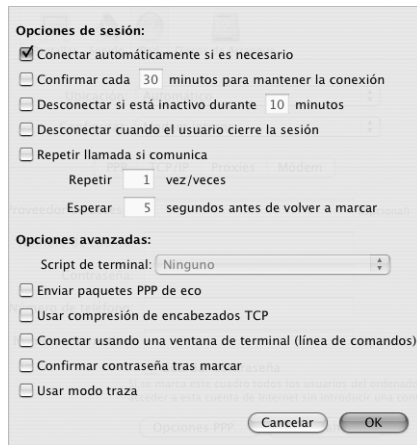 Opciones de sesión:
Conectar automáticamente si es necesario
Confirmar cada 30 minutos para mantener la conexión
Desconectar si está inactivo durante 10 minutos
Desconectar cuando el usuario cierre la sesión
Repetir llamada si comunica
Repetir 1 vez/veces
Esperar 5 segundos antes de volver a marcar
Opciones avanzadas:
Script de terminal: Ninguno
Enviar paquetes PPP de eco
Usar compresión de encabezados TCP
Conectar usando una ventana de terminal (línea de comandos)
Confirmar contraseña tras marcar
Usar modo traza
Cancelar OK